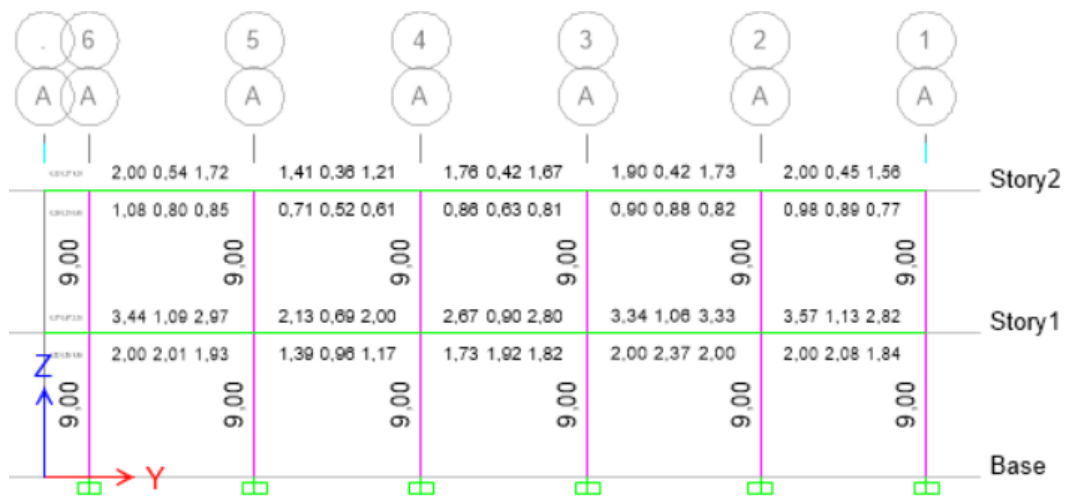 . 6 5 4 3 2 1
A A A A A A A
2,00 0,54 1,72 1,41 0,36 1,21 1,76 0,42 1,67 1,90 0,42 1,73 2,00 0,45 1,56
Story2
1,08 0,80 0,85 0,71 0,52 0,61 0,86 0,63 0,81 0,90 0,88 0,82 0,98 0,89 0,77
9,00 9,00 9,00 9,00 9,00 9,00
3,44 1,09 2,97 2,13 0,69 2,00 2,67 0,90 2,80 3,34 1,06 3,33 3,57 1,13 2,82
Story1
2,00 2,01 1,93 1,39 0,96 1,17 1,73 1,92 1,82 2,00 2,37 2,00 2,00 2,08 1,84
Z
9,00 9,00 9,00 9,00 9,00 9,00
Y
Base